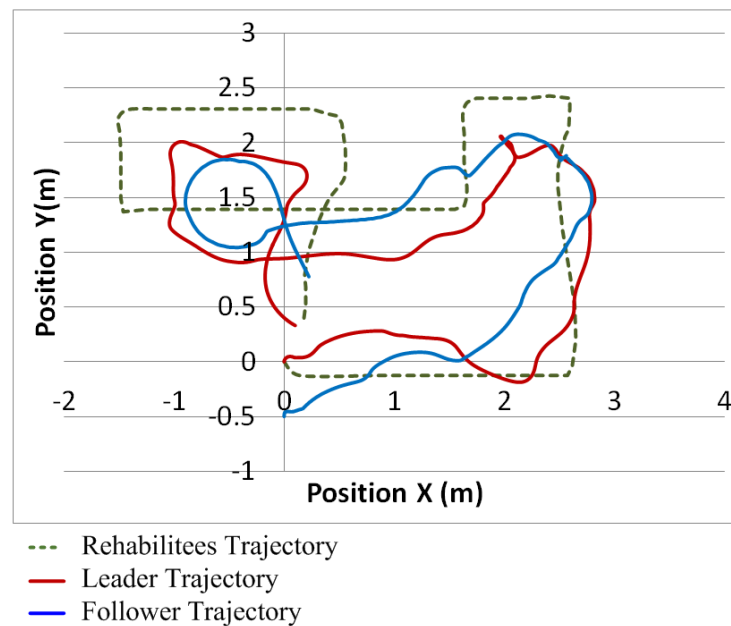 3
2.5
2
1.5
1
0.5
0
-0.5
-1
-2 -1 0 1 2 3 4
Position Y(m)
Position X (m)
Rehabilitees Trajectory
Leader Trajectory
Follower Trajectory